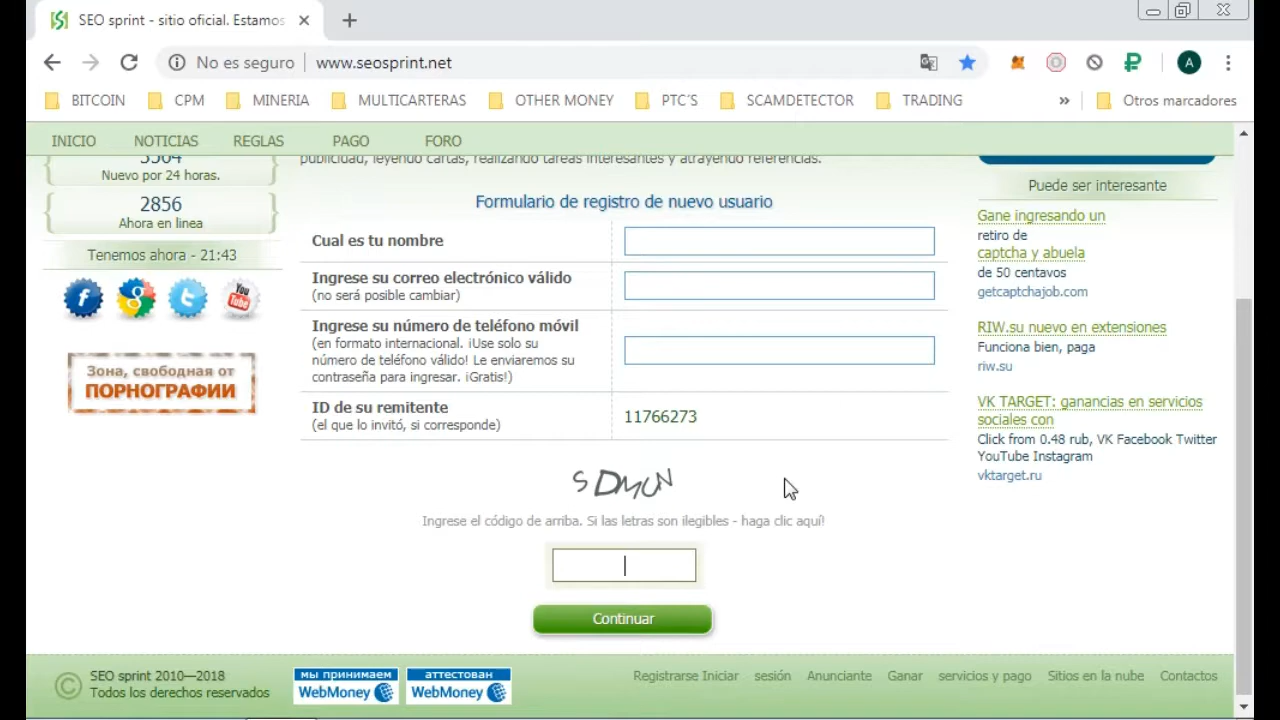 SEO sprint - sitio oficial. Estamos
No es seguro
www.seosprint.net
BITCOIN
CPM
MINERIA
MULTICARTERAS
OTHER MONEY
PTC´S
SCAMDETECTOR
TRADING
»
Otros marcadores
INICIO
NOTICIAS
REGLAS
PAGO
FORO
Nuevo por 24 horas.
2856
Ahora en linea
Tenemos ahora - 21:43
You
Tube
Зона, свободная от
ПОРНОГРАФИИ
publicidad, leyendo cartas, realizando tareas interesantes y atrayendo referencias.
Formulario de registro de nuevo usuario
Cual es tu nombre
Ingrese su correo electrónico válido
(no será posible cambiar)
Ingrese su número de teléfono móvil
(en formato internacional. ¡Use solo su
número de teléfono válido! Le enviaremos su
contraseña para ingresar. ¡Gratis!)
ID de su remitente
(el que lo invitó, si corresponde)
11766273
Ingrese el código de arriba. Si las letras son ilegibles - haga clic aquí!
Continuar
Puede ser interesante
Gane ingresando un
retiro de
captcha y abuela
de 50 centavos
getcaptchajob.com
RIW.su nuevo en extensiones
Funciona bien, paga
riw.su
VK TARGET: ganancias en servicios
sociales con
Click from 0.48 rub, VK Facebook Twitter
YouTube Instagram
vktarget.ru
© SEO sprint 2010—2018
Todos los derechos reservados
мы принимаем
WebMoney
аттестован
WebMoney
Registrarse Iniciar
sesión
Anunciante
Ganar
servicios y pago
Sitios en la nube
Contactos